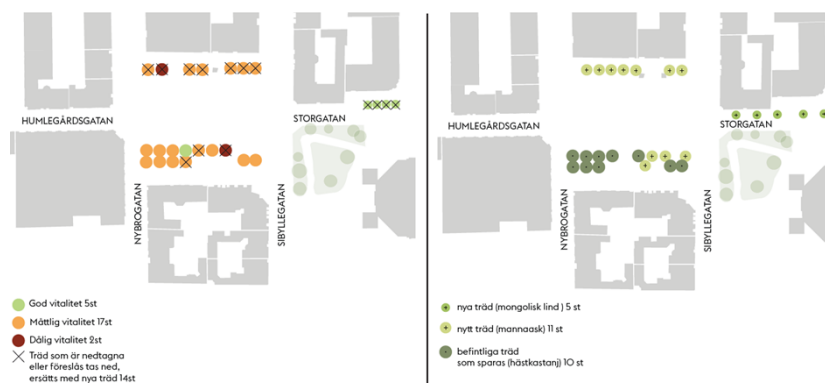 HUMLEGÅRDSGATAN
STORGATAN
NYBROGATAN
SIBYLLEGATAN
God vitalitet 5st
Måttlig vitalitet 17st
Dålig vitalitet 2st
Träd som är nedtagna
eller föreslås tas ned,
ersätts med nya träd 14st
HUMLEGÅRDSGATAN
STORGATAN
NYBROGATAN
SIBYLLEGATAN
nya träd (mongolisk lind ) 5 st
nytt träd (mannaask) 11 st
befintliga träd
som sparas (hästkastanj) 10 st